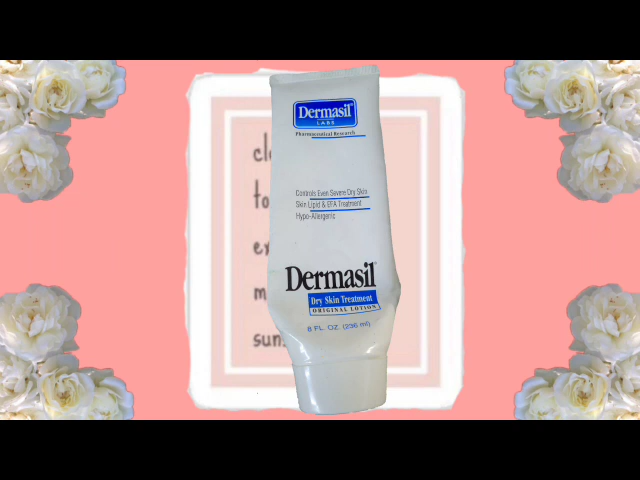 Dermasil
LABS
Pharmaceutical Research
Controls Even Severe Dry Skin
Skin Lipid & EFA Treatment
Hypo-Allergenic
Dermasil
Dry Skin Treatment
ORIGINAL LOTION
8 FL. OZ. (236 ml)